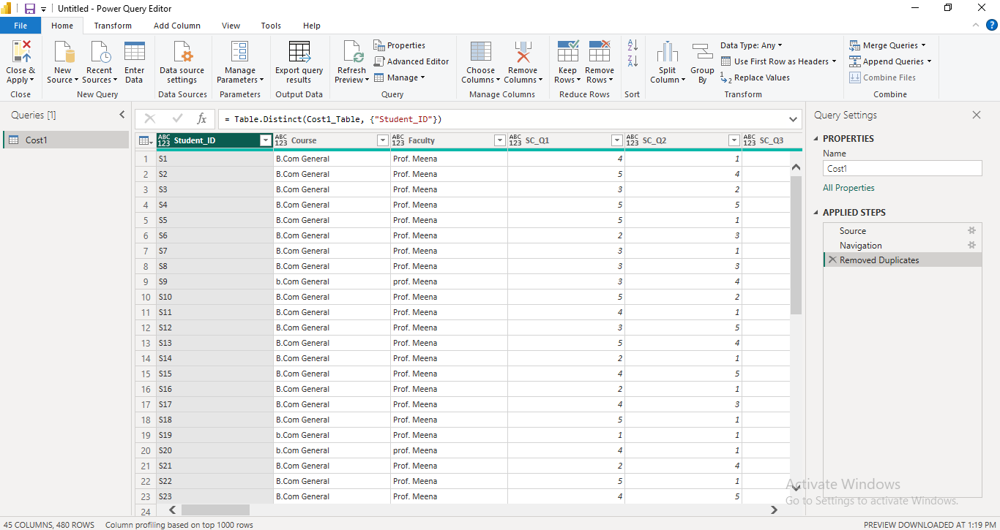 Untitled - Power Query Editor
File Home Transform Add Column View Tools Help
Close & Apply
New Source
Recent Sources
Enter Data
Data source settings
Manage Parameters
Export query results
Refresh Preview
Properties
Advanced Editor
Manage
Choose Columns
Remove Columns
Keep Rows
Remove Rows
Split Column
Group By
Data Type: Any
Use First Row as Headers
Replace Values
Merge Queries
Append Queries
Combine Files
Close New Query Data Sources Parameters Output Data Query Manage Columns Reduce Rows Sort Transform Combine
Queries [1]
Cost1
fx = Table.Distinct(Cost1_Table, {"Student_ID"})
ABC 123 Student_ID ABC 123 Course ABC 123 Faculty ABC 123 SC_Q1 ABC 123 SC_Q2 ABC 123 SC_Q3
1 S1 B.Com General Prof. Meena 4 1
2 S2 B.Com General Prof. Meena 5 4
3 S3 B.Com General Prof. Meena 3 2
4 S4 B.Com General Prof. Meena 5 5
5 S5 B.Com General Prof. Meena 5 1
6 S6 B.Com General Prof. Meena 2 3
7 S7 B.Com General Prof. Meena 3 1
8 S8 B.Com General Prof. Meena 3 3
9 S9 b.Com General prof. Meena 3 4
10 S10 B.Com General Prof. Meena 5 2
11 S11 B.Com General Prof. Meena 4 1
12 S12 B.Com General Prof. Meena 3 5
13 S13 B.Com General Prof. Meena 5 4
14 S14 B.Com General Prof. Meena 2 1
15 S15 B.Com General Prof. Meena 4 5
16 S16 B.Com General Prof. Meena 2 1
17 S17 B.Com General Prof. Meena 4 3
18 S18 B.Com General Prof. Meena 5 1
19 S19 b.Com General Prof. Meena 1 1
20 S20 b.Com General prof. Meena 4 1
21 S21 B.Com General Prof. Meena 2 4
22 S22 B.Com General Prof. Meena 5 1
23 S23 B.Com General Prof. Meena 4 5
24
Query Settings
PROPERTIES
Name
Cost1
All Properties
APPLIED STEPS
Source
Navigation
Removed Duplicates
Activate Windows
Go to Settings to activate Windows.
45 COLUMNS, 480 ROWS Column profiling based on top 1000 rows
PREVIEW DOWNLOADED AT 1:19 PM